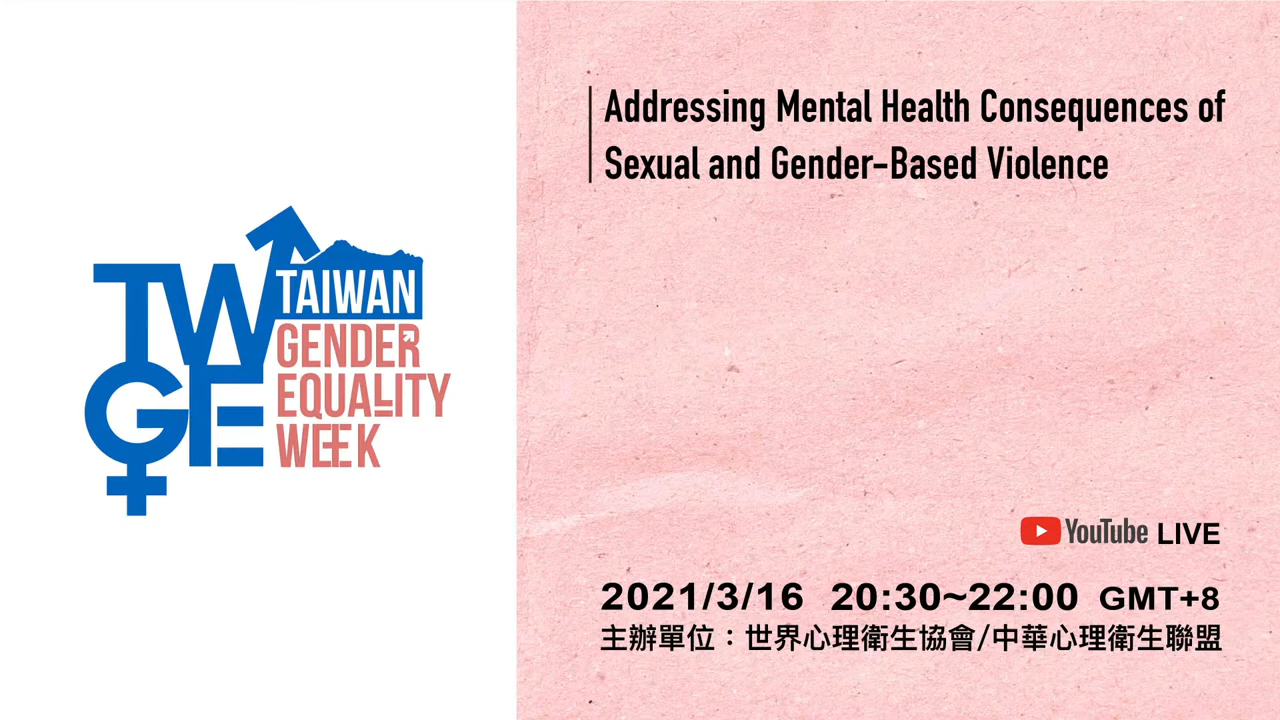 TW
GE
TAIWAN
GENDER
EQUALITY
WEEK
Addressing Mental Health Consequences of
Sexual and Gender-Based Violence
YouTube LIVE
2021/3/16 20:30~22:00 GMT+8
主辦單位：世界心理衛生協會/中華心理衛生聯盟